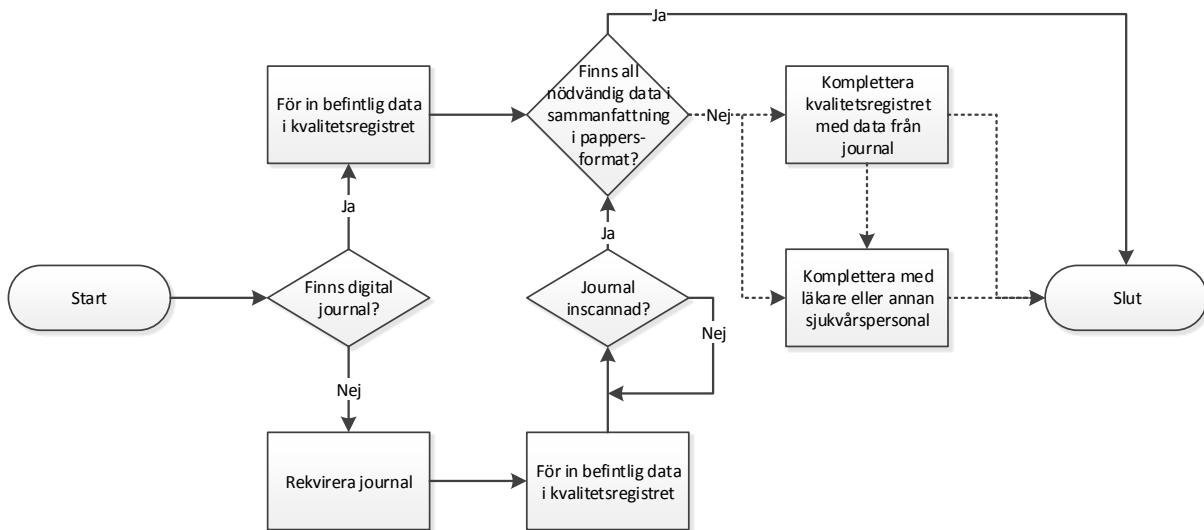 Ja
Finns all
nödvändig data i
sammanfattning
i pappers-
format?
För in befintlig data
i kvalitetsregistret
Nej
Komplettera
kvalitetsregistret
med data från
journal
Ja
Ja
Start
Finns digital
journal?
Journal
inscannad?
Nej
Komplettera med
läkare eller annan
sjukvårspersonal
Slut
Nej
Rekvirera journal
För in befintlig data
i kvalitetsregistret